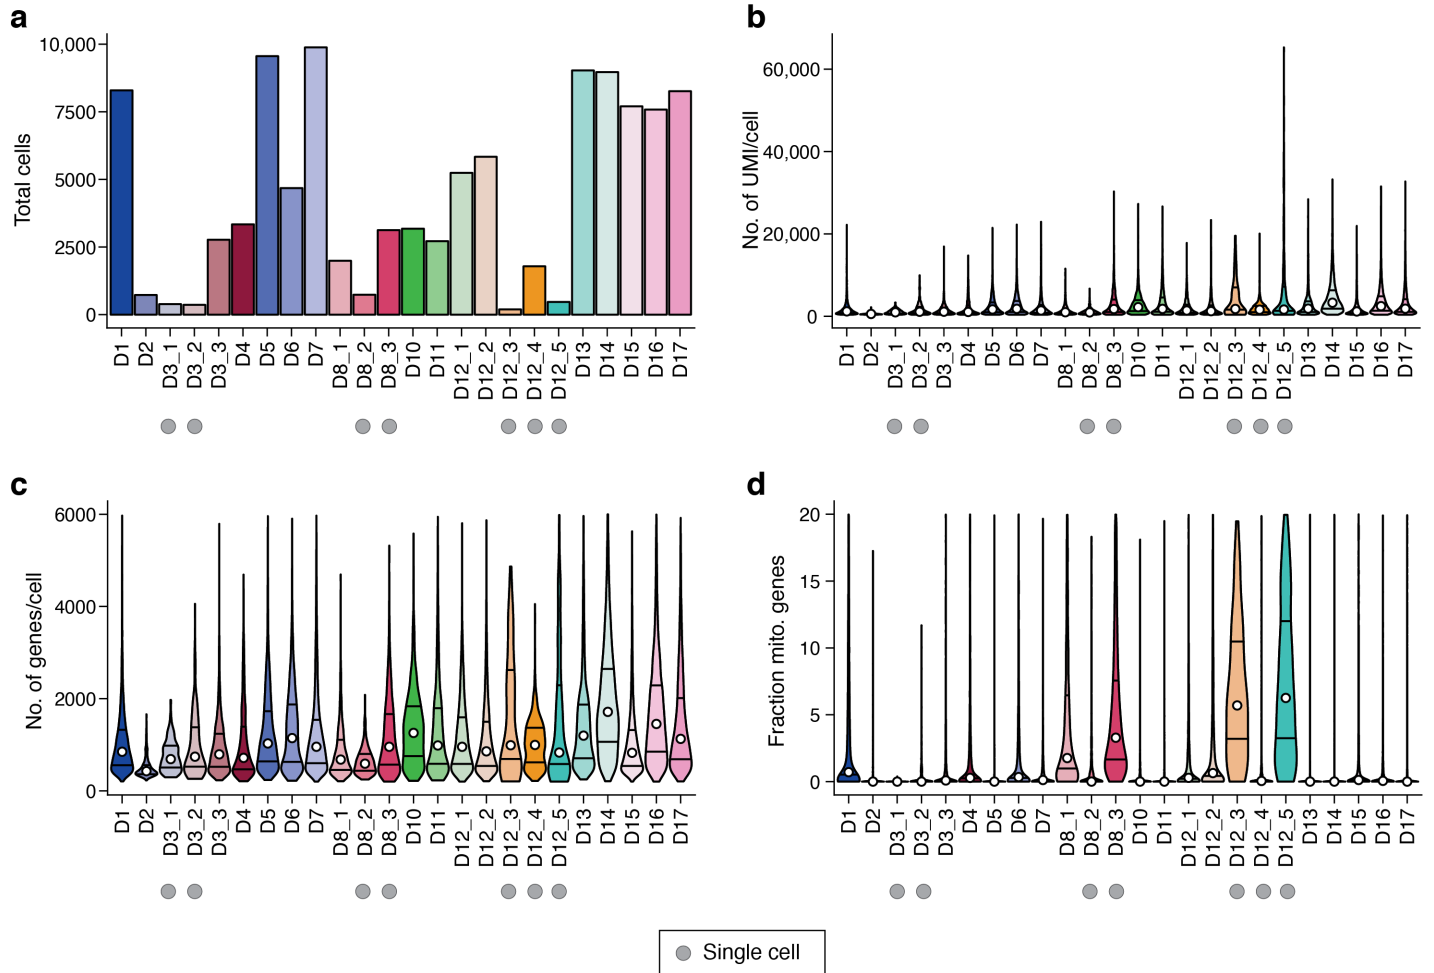 a
Total cells
10,000
7500
5000
2500
0
D1 D2 D3_1 D3_2 D3_3 D4 D5 D6 D7 D8_1 D8_2 D8_3 D10 D11 D12_1 D12_2 D12_3 D12_4 D12_5 D13 D14 D15 D16 D17
b
No. of UMI/cell
60,000
40,000
20,000
0
D1 D2 D3_1 D3_2 D3_3 D4 D5 D6 D7 D8_1 D8_2 D8_3 D10 D11 D12_1 D12_2 D12_3 D12_4 D12_5 D13 D14 D15 D16 D17
c
No. of genes/cell
6000
4000
2000
0
D1 D2 D3_1 D3_2 D3_3 D4 D5 D6 D7 D8_1 D8_2 D8_3 D10 D11 D12_1 D12_2 D12_3 D12_4 D12_5 D13 D14 D15 D16 D17
d
Fraction mito. genes
20
15
10
5
0
D1 D2 D3_1 D3_2 D3_3 D4 D5 D6 D7 D8_1 D8_2 D8_3 D10 D11 D12_1 D12_2 D12_3 D12_4 D12_5 D13 D14 D15 D16 D17
Single cell